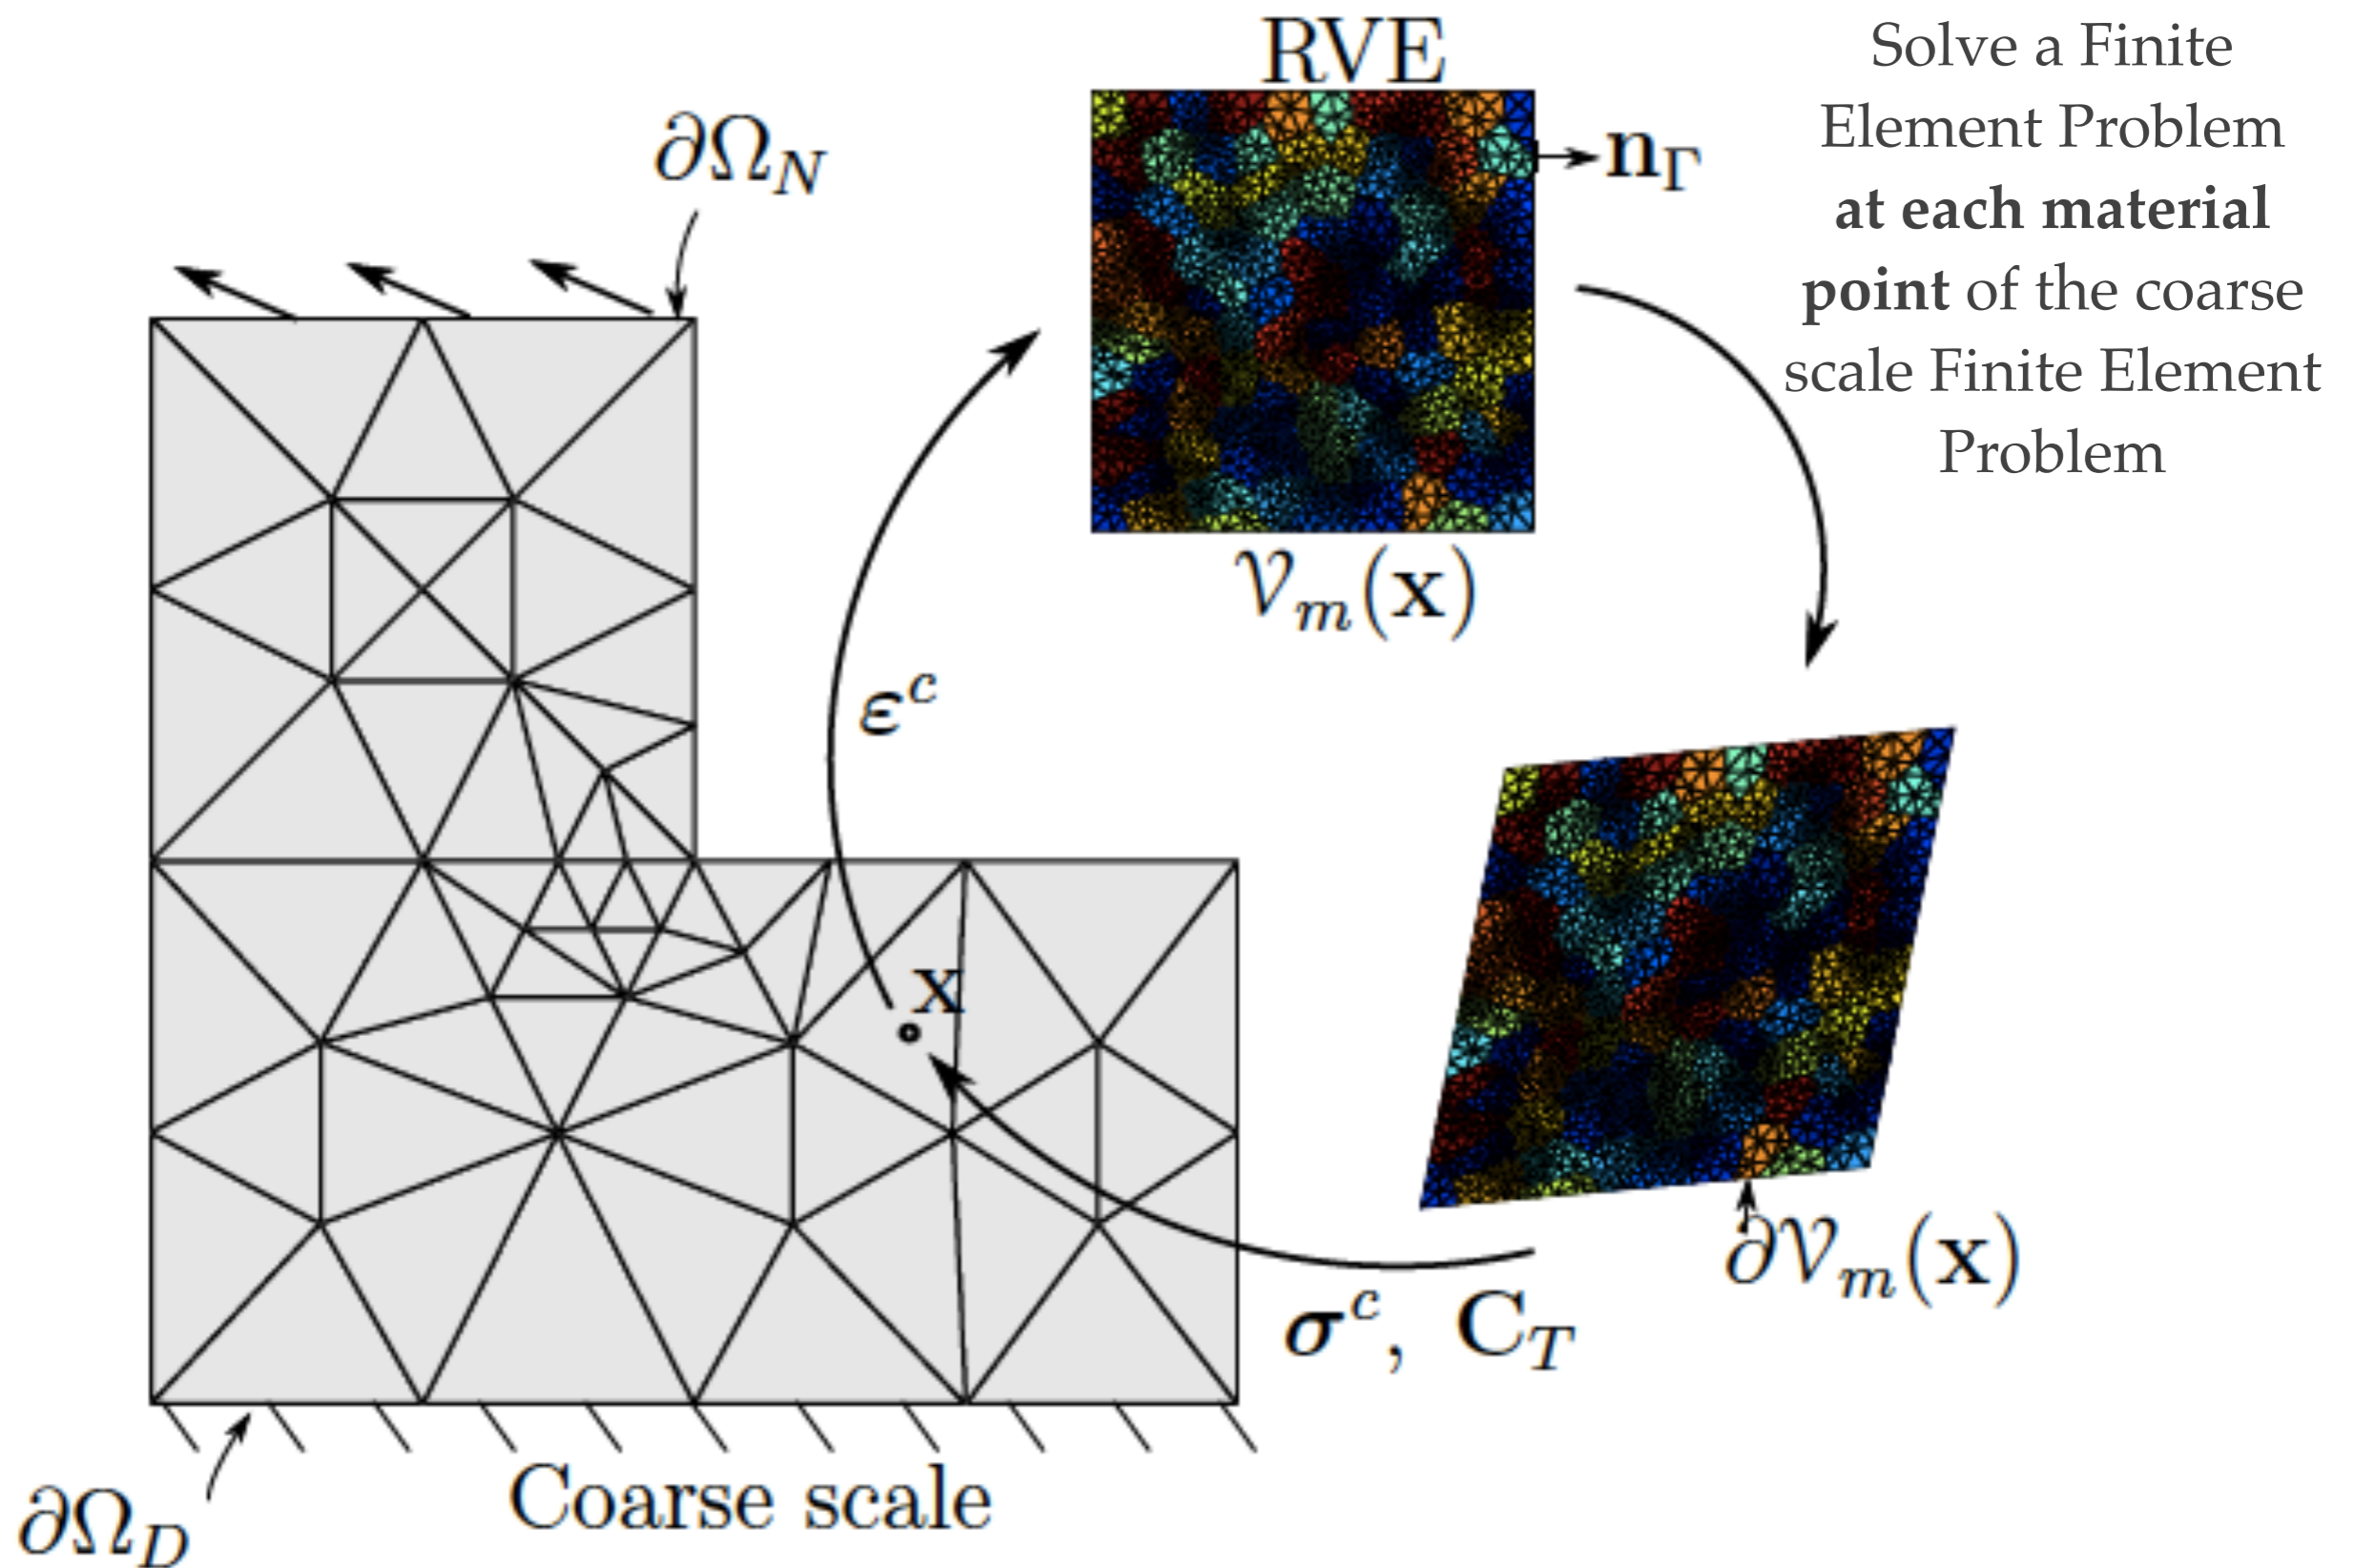 RVE
Solve a Finite
Element Problem
at each material
point of the coarse
scale Finite Element
Problem
∂Ω_N
n_Γ
𝒱_m(x)
ε^c
x
∂𝒱_m(x)
σ^c, C_T
Coarse scale
∂Ω_D